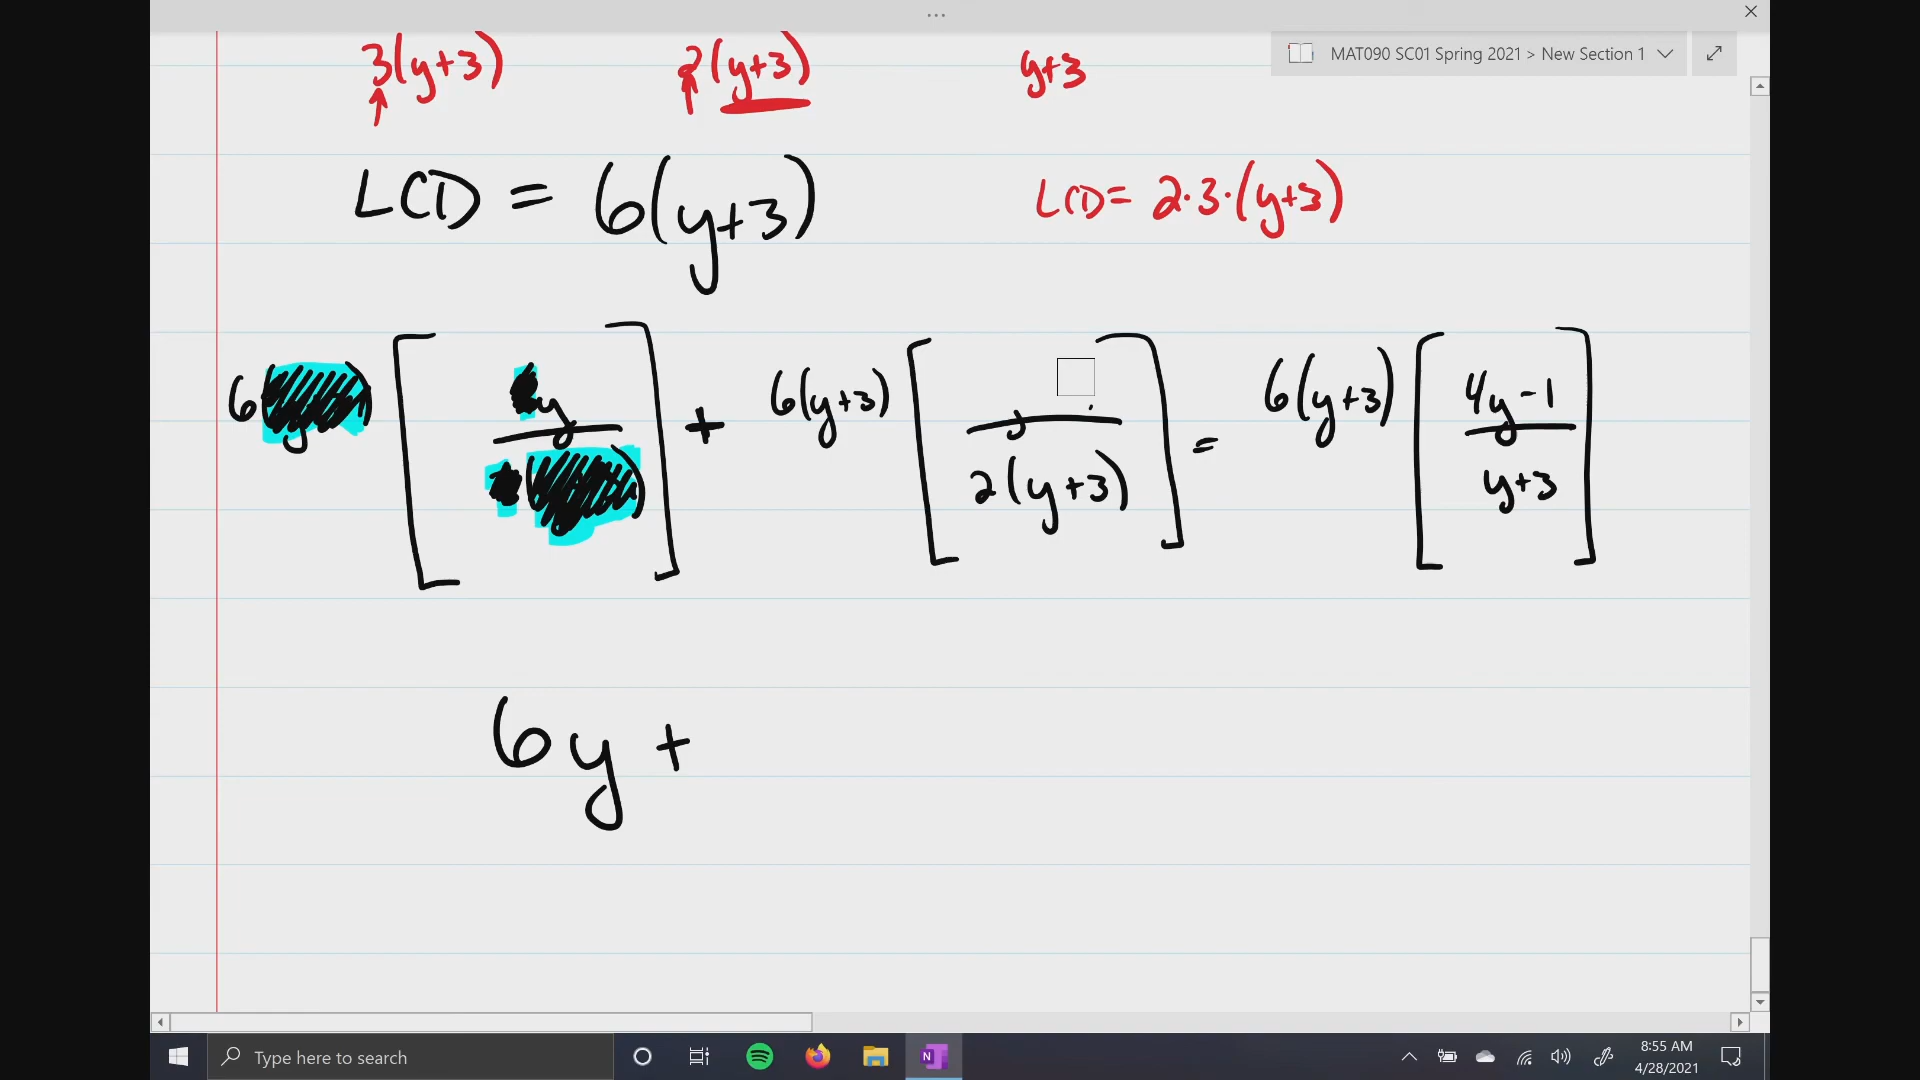 ...
MAT090 SC01 Spring 2021 > New Section 1
3(y+3) 2(y+3) y+3
LCD = 6(y+3) LCD= 2·3·(y+3)
6( y + 6(y+3) = 6(y+3) 4y-1
2(y+3) y+3
6y +
Type here to search
N
8:55 AM
4/28/2021